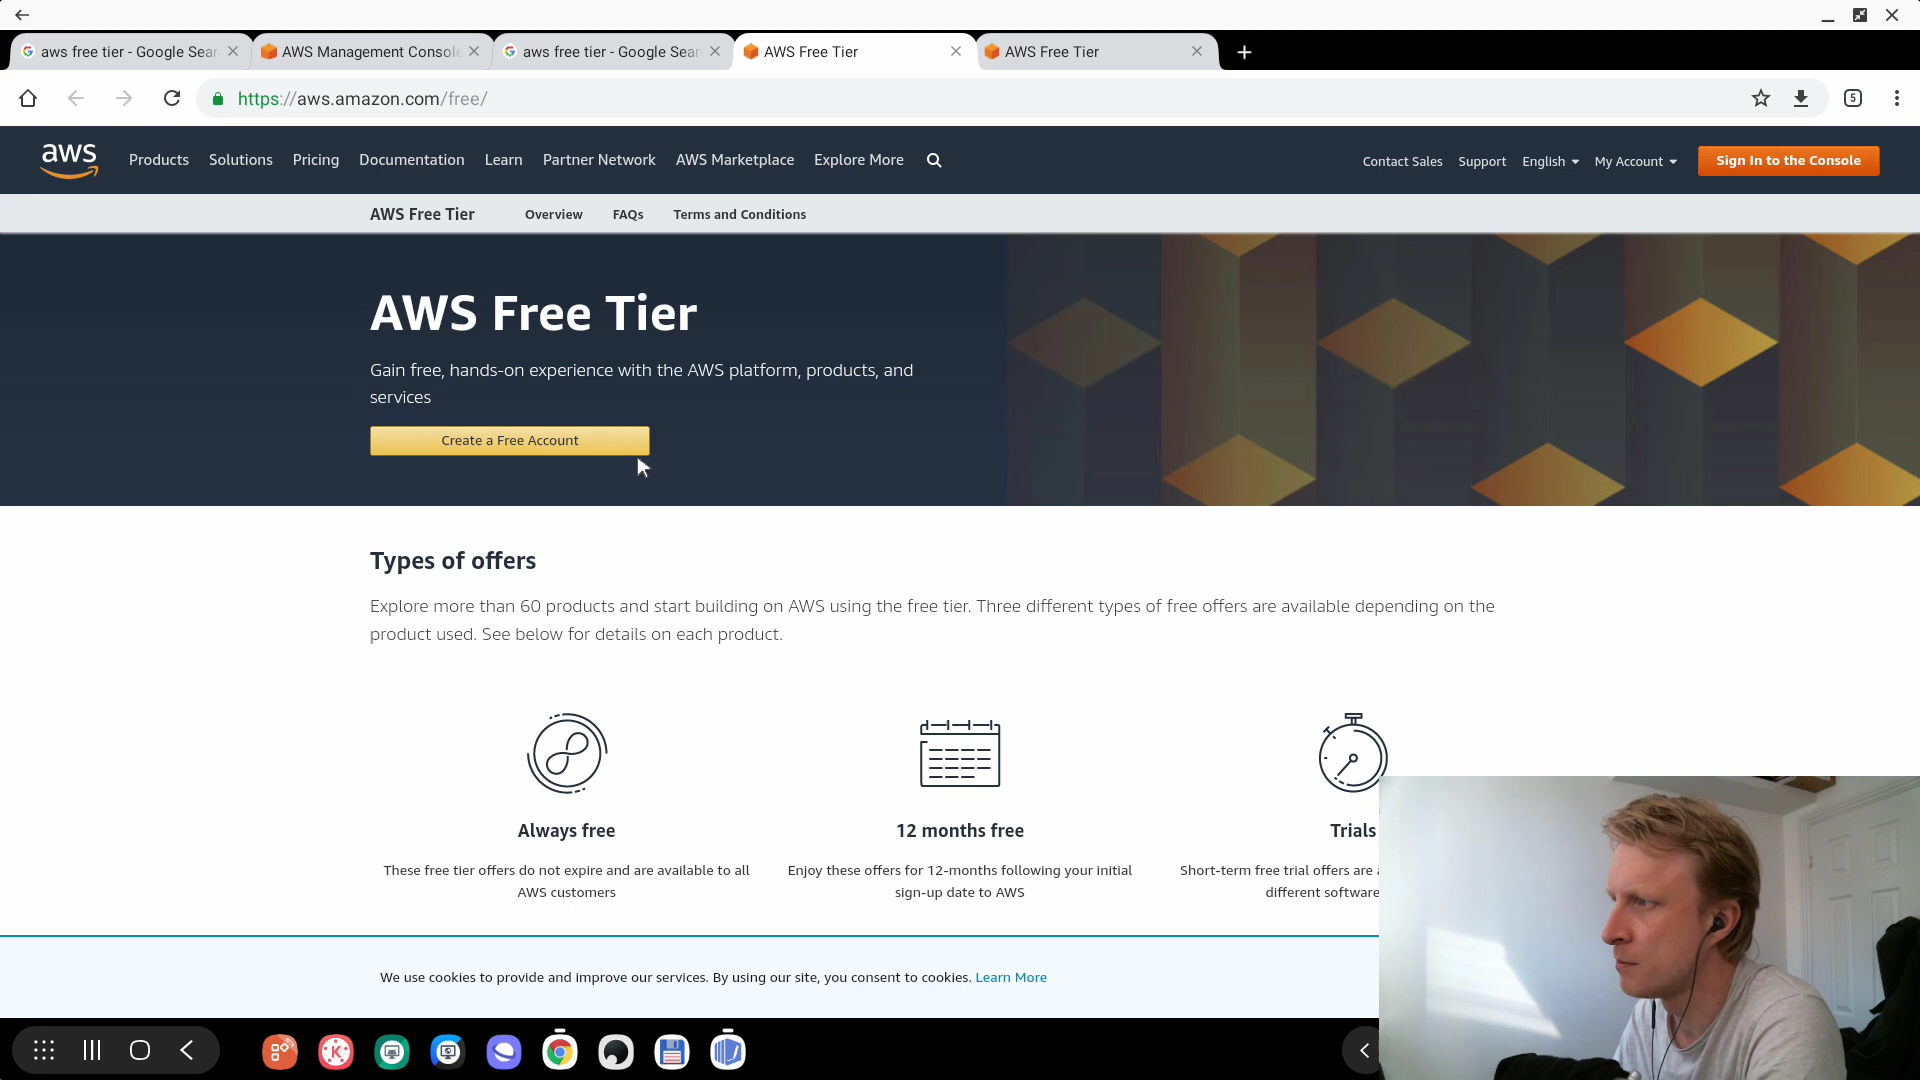 aws free tier - Google Sear
AWS Management Console
aws free tier - Google Sear
AWS Free Tier
AWS Free Tier
https://aws.amazon.com/free/
5
aws
Products
Solutions
Pricing
Documentation
Learn
Partner Network
AWS Marketplace
Explore More
Contact Sales
Support
English
My Account
Sign In to the Console
AWS Free Tier
Overview
FAQs
Terms and Conditions
AWS Free Tier
Gain free, hands-on experience with the AWS platform, products, and
services
Create a Free Account
Types of offers
Explore more than 60 products and start building on AWS using the free tier. Three different types of free offers are available depending on the
product used. See below for details on each product.
Always free
These free tier offers do not expire and are available to all
AWS customers
12 months free
Enjoy these offers for 12-months following your initial
sign-up date to AWS
Trials
Short-term free trial offers are
different software
We use cookies to provide and improve our services. By using our site, you consent to cookies. Learn More
K